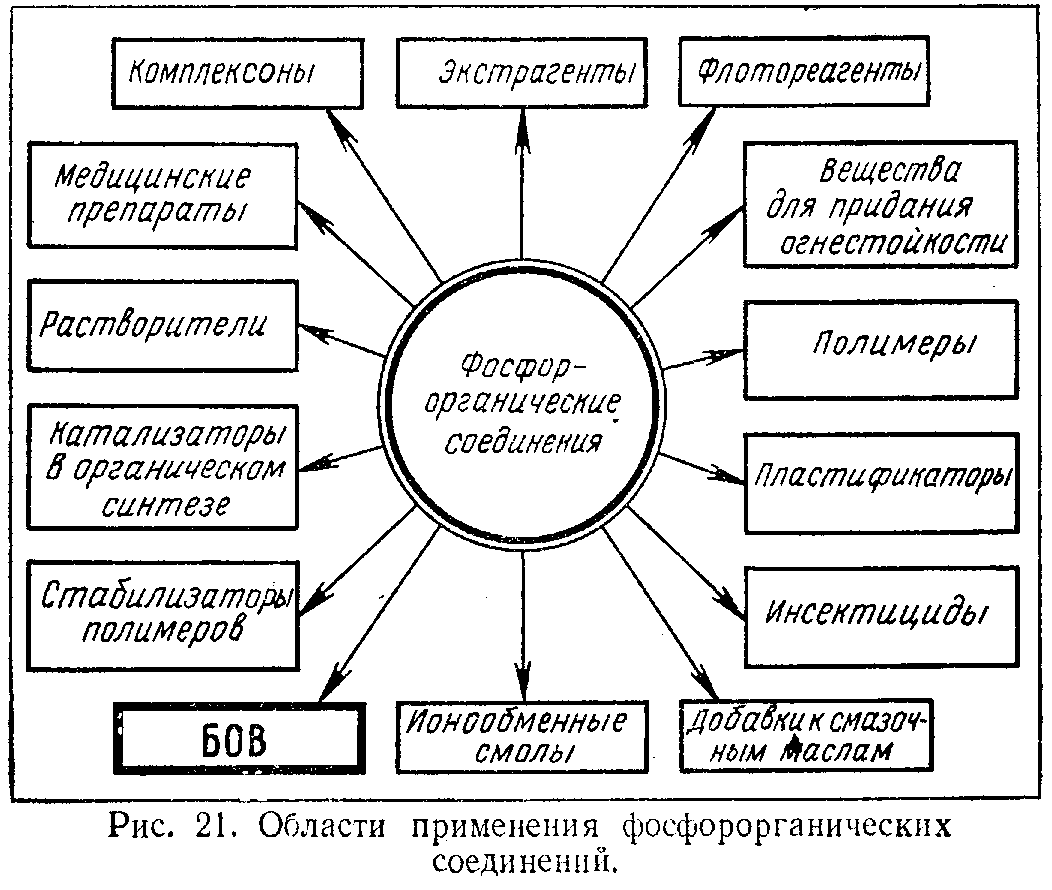 Комплексоны
Экстрагенты
Флотореагенты
Медицинские
препараты
Вещества
для придания
огнестойкости
Растворители
Полимеры
Фосфор-
органические
соединения
Катализаторы
в органическом
синтезе
Пластификаторы
Стабилизаторы
полимеров
Инсектициды
БОВ
Ионообменные
смолы
Добавки к смазоч-
ным маслам
Рис. 21. Области применения фосфорорганических
соединений.